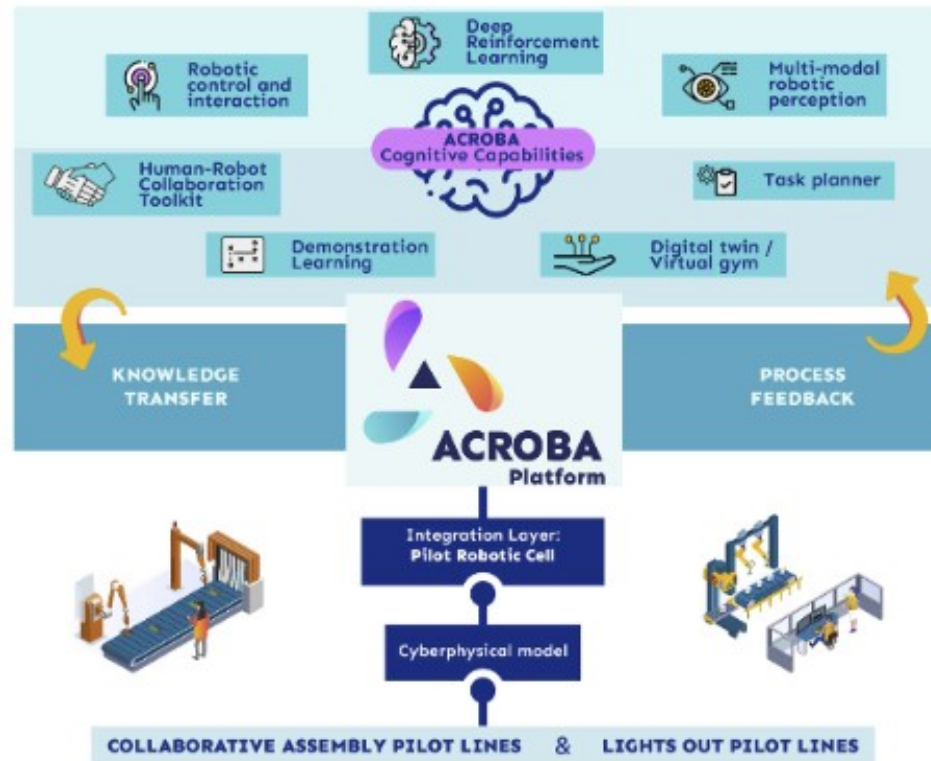 Deep
Reinforcement
Learning
Robotic
control and
interaction
Multi-modal
robotic
perception
ACROBA
Cognitive Capabilities
Human-Robot
Collaboration
Toolkit
Task planner
Demonstration
Learning
Digital twin /
Virtual gym
KNOWLEDGE
TRANSFER
PROCESS
FEEDBACK
ACROBA
Platform
Integration Layer:
Pilot Robotic Cell
Cyberphysical model
COLLABORATIVE ASSEMBLY PILOT LINES & LIGHTS OUT PILOT LINES